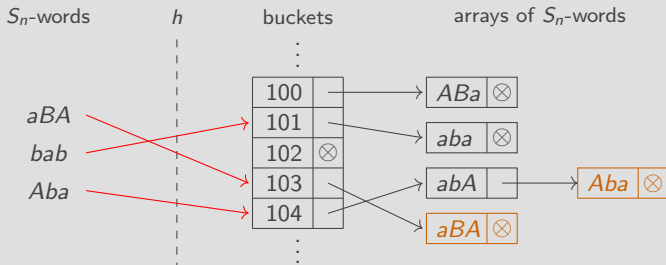 Sₙ-words h buckets arrays of Sₙ-words
⋮
100 ABa ⊗
aBA 101 aba ⊗
bab 102 ⊗
Aba 103 abA Aba ⊗
104 aBA ⊗
⋮